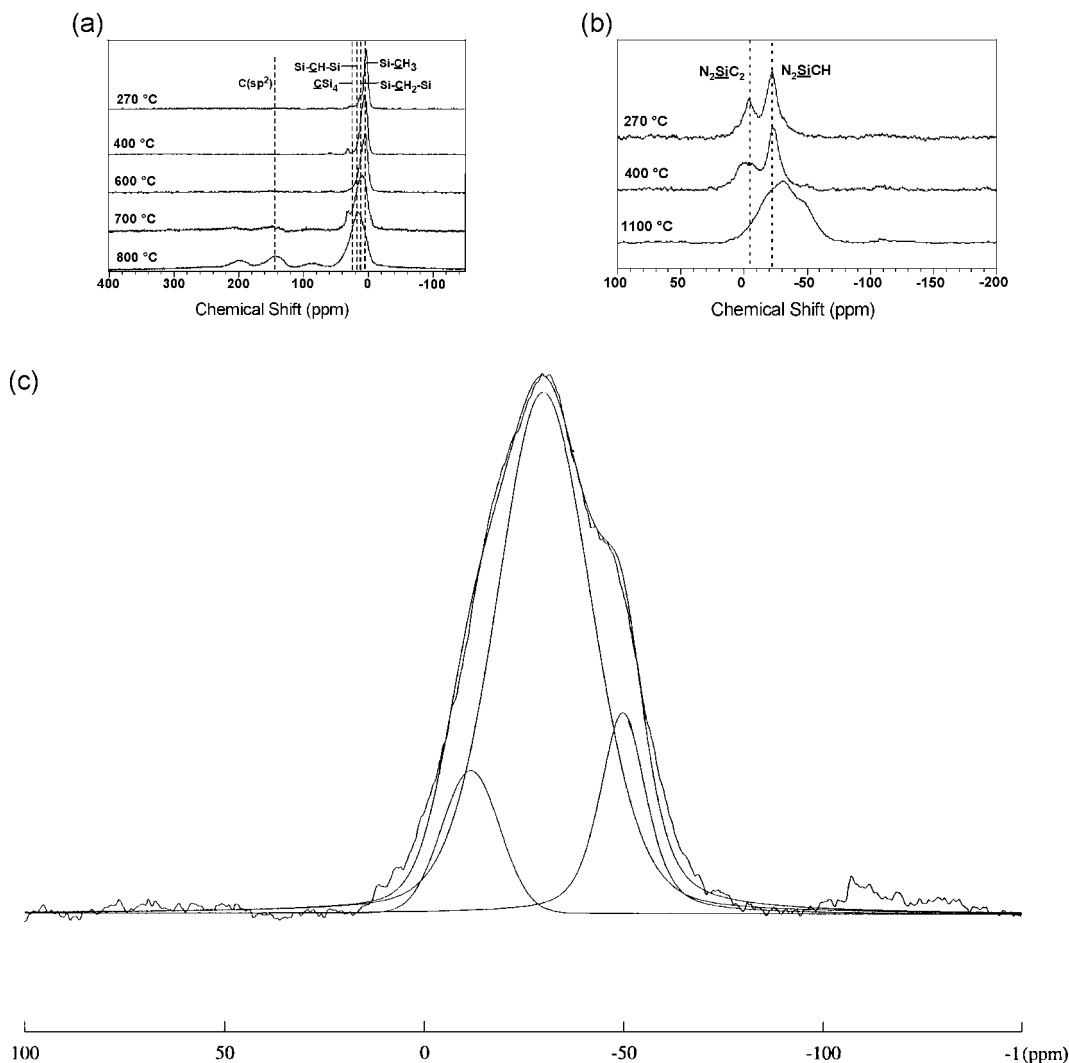 (a)
Si-CH-Si
Si-CH3
C(sp2)
CSi4
Si-CH2-Si
270 °C
400 °C
600 °C
700 °C
800 °C
400 300 200 100 0 -100
Chemical Shift (ppm)
(b)
N2SiC2
N2SiCH
270 °C
400 °C
1100 °C
100 50 0 -50 -100 -150 -200
Chemical Shift (ppm)
(c)
100 50 0 -50 -100 -1(ppm)